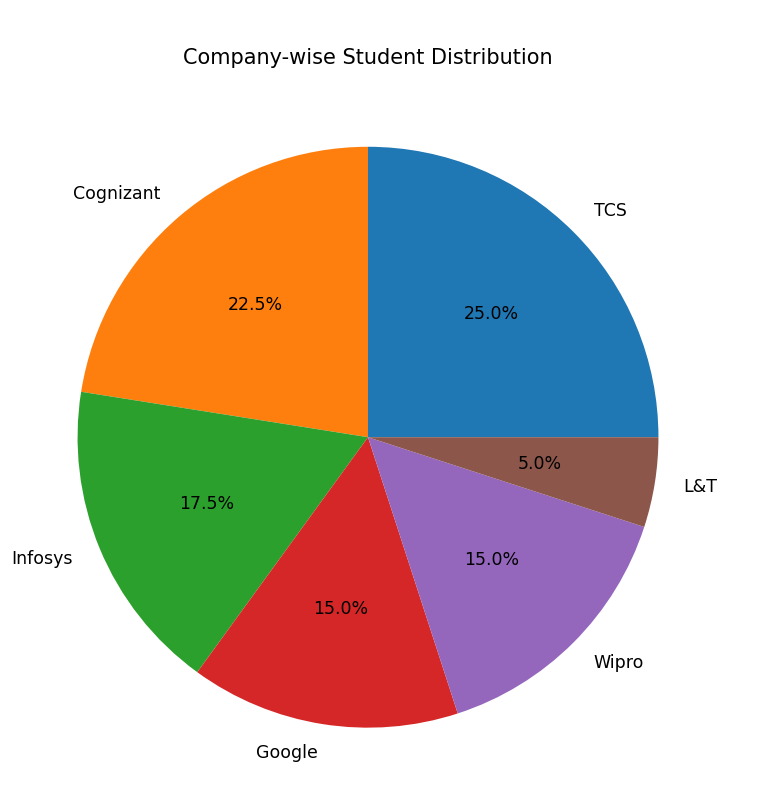 Company-wise Student Distribution
Cognizant
TCS
22.5%
25.0%
5.0%
L&T
17.5%
Infosys
15.0%
15.0%
Wipro
Google